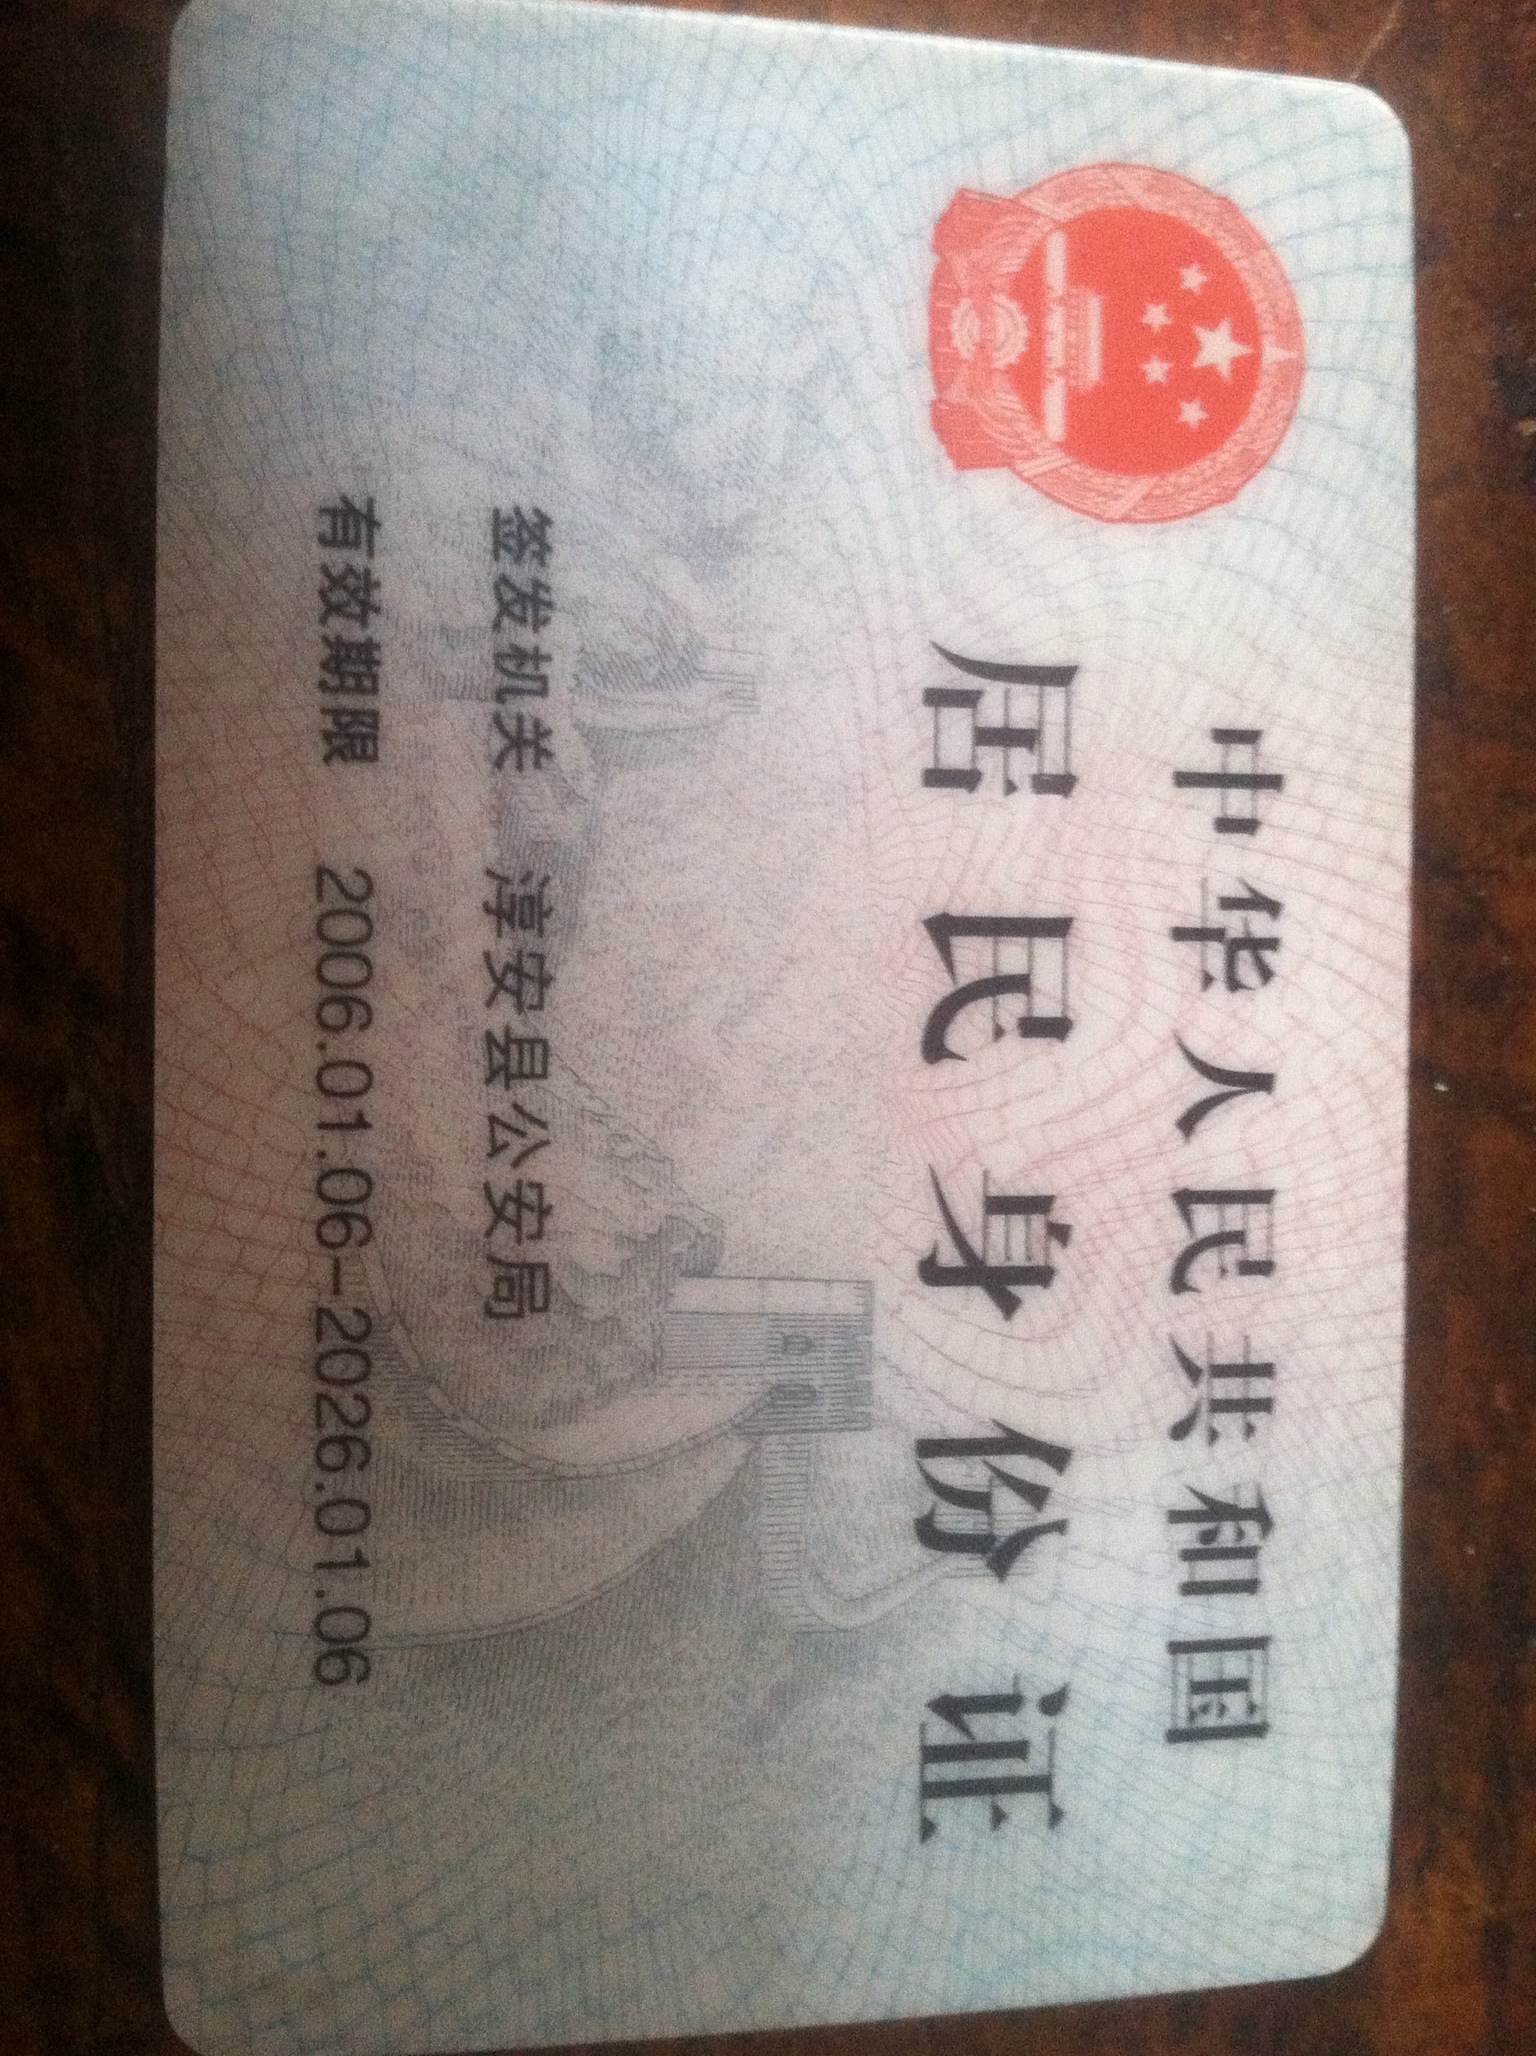 中华人民共和国
居民身份证
签发机关 淳安县公安局
有效期限 2006.01.06-2026.01.06